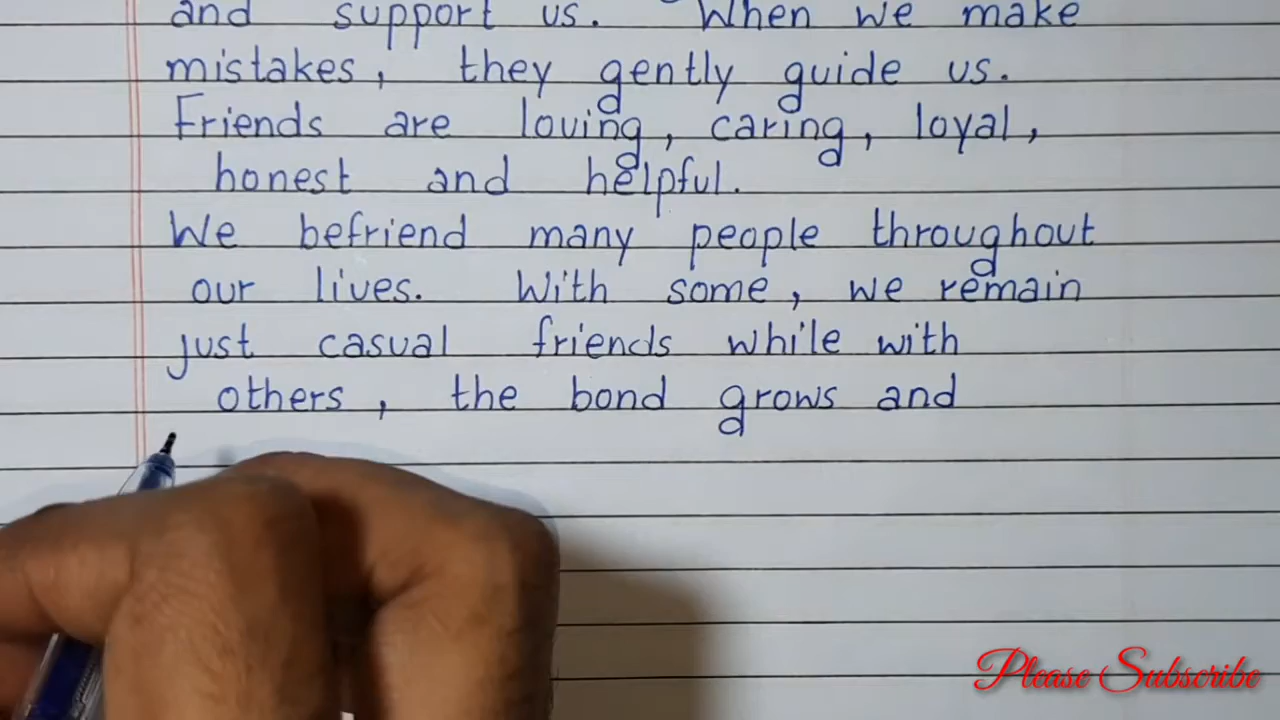 and support us. When we make
mistakes, they gently guide us.
Friends are loving, caring, loyal,
honest and helpful.
We befriend many people throughout
our lives. With some, we remain
just casual friends while with
others, the bond grows and
Please Subscribe